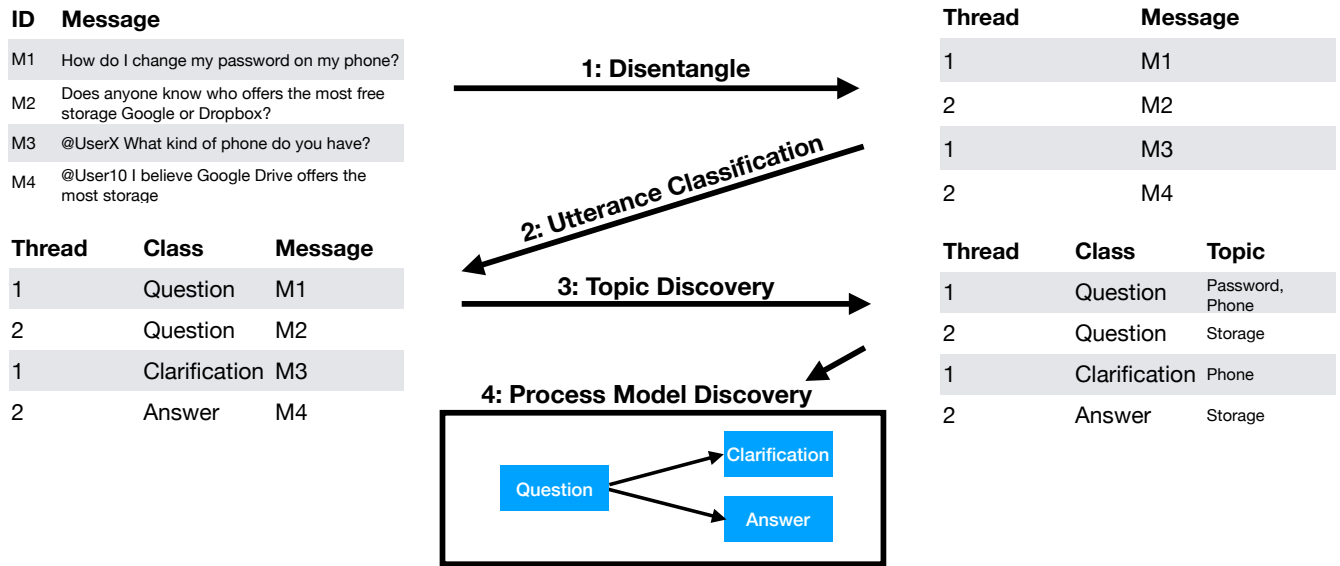 ID Message
M1 How do I change my password on my phone?
M2 Does anyone know who offers the most free
storage Google or Dropbox?
M3 @UserX What kind of phone do you have?
M4 @User10 I believe Google Drive offers the
most storage
1: Disentangle
Thread Message
1 M1
2 M2
1 M3
2 M4
2: Utterance Classification
Thread Class Message
1 Question M1
2 Question M2
1 Clarification M3
2 Answer M4
3: Topic Discovery
Thread Class Topic
1 Question Password,
Phone
2 Question Storage
1 Clarification Phone
2 Answer Storage
4: Process Model Discovery
Question
Clarification
Answer